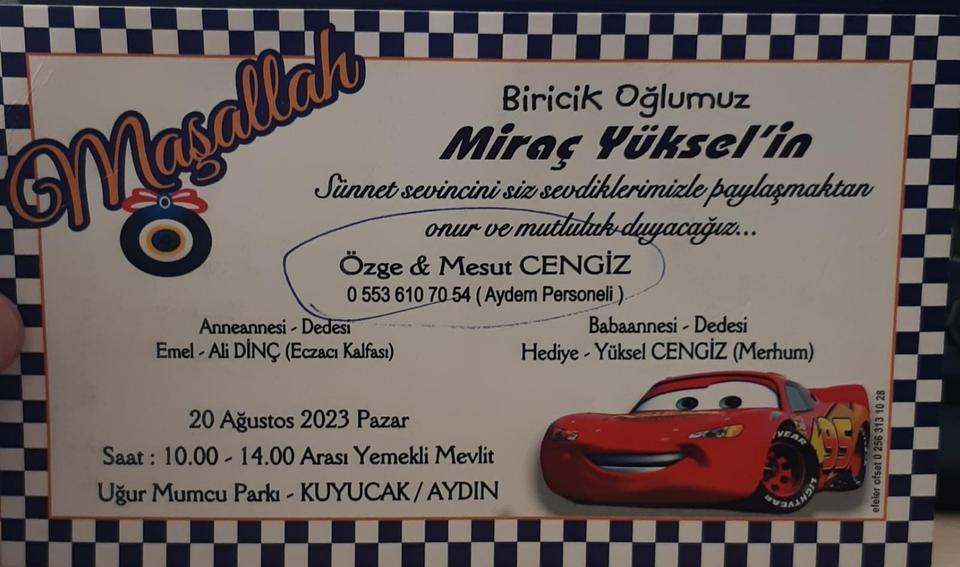 Maşallah
Biricik Oğlumuz
Miraç Yüksel'in
Sünnet sevincini siz sevdiklerimizle paylaşmaktan
onur ve mutluluk duyacağız...
Özge & Mesut CENGİZ
0 553 610 70 54 ( Aydem Personeli )
Anneannesi - Dedesi
Emel - Ali DİNÇ (Eczacı Kalfası)
Babaannesi - Dedesi
Hediye - Yüksel CENGİZ (Merhum)
20 Ağustos 2023 Pazar
Saat : 10.00 - 14.00 Arası Yemekli Mevlit
Uğur Mumcu Parkı - KUYUCAK / AYDIN
95
LIGHTYEAR
efeler ofset 0 256 313 10 28